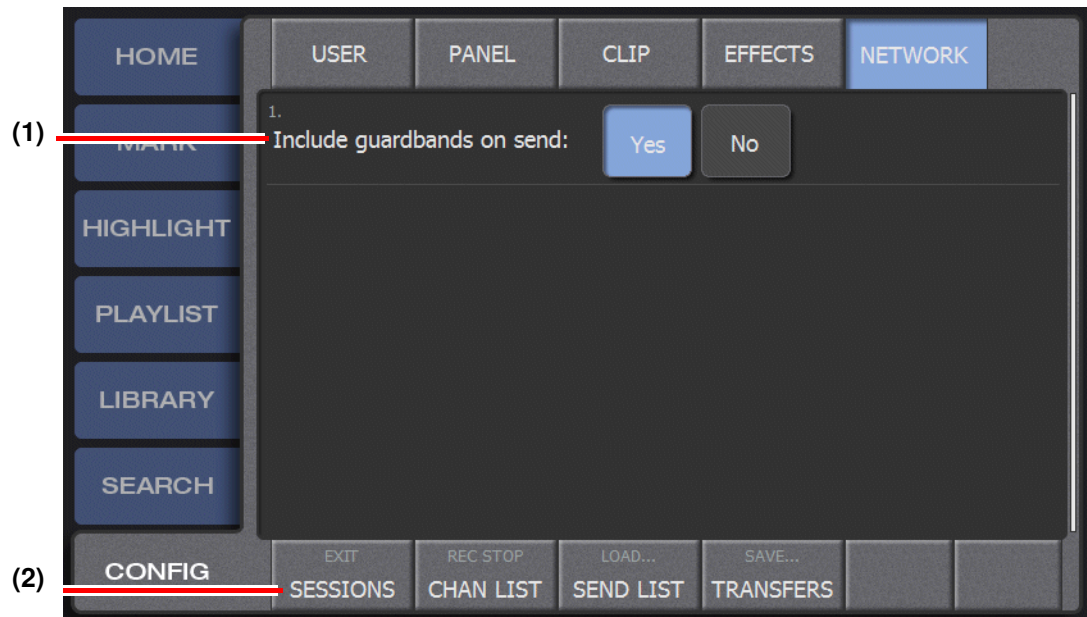 HOME
USER
PANEL
CLIP
EFFECTS
NETWORK
1.
(1)
MARK
Include guardbands on send:
Yes
No
HIGHLIGHT
PLAYLIST
LIBRARY
SEARCH
(2)
CONFIG
EXIT
SESSIONS
REC STOP
CHAN LIST
LOAD...
SEND LIST
SAVE...
TRANSFERS